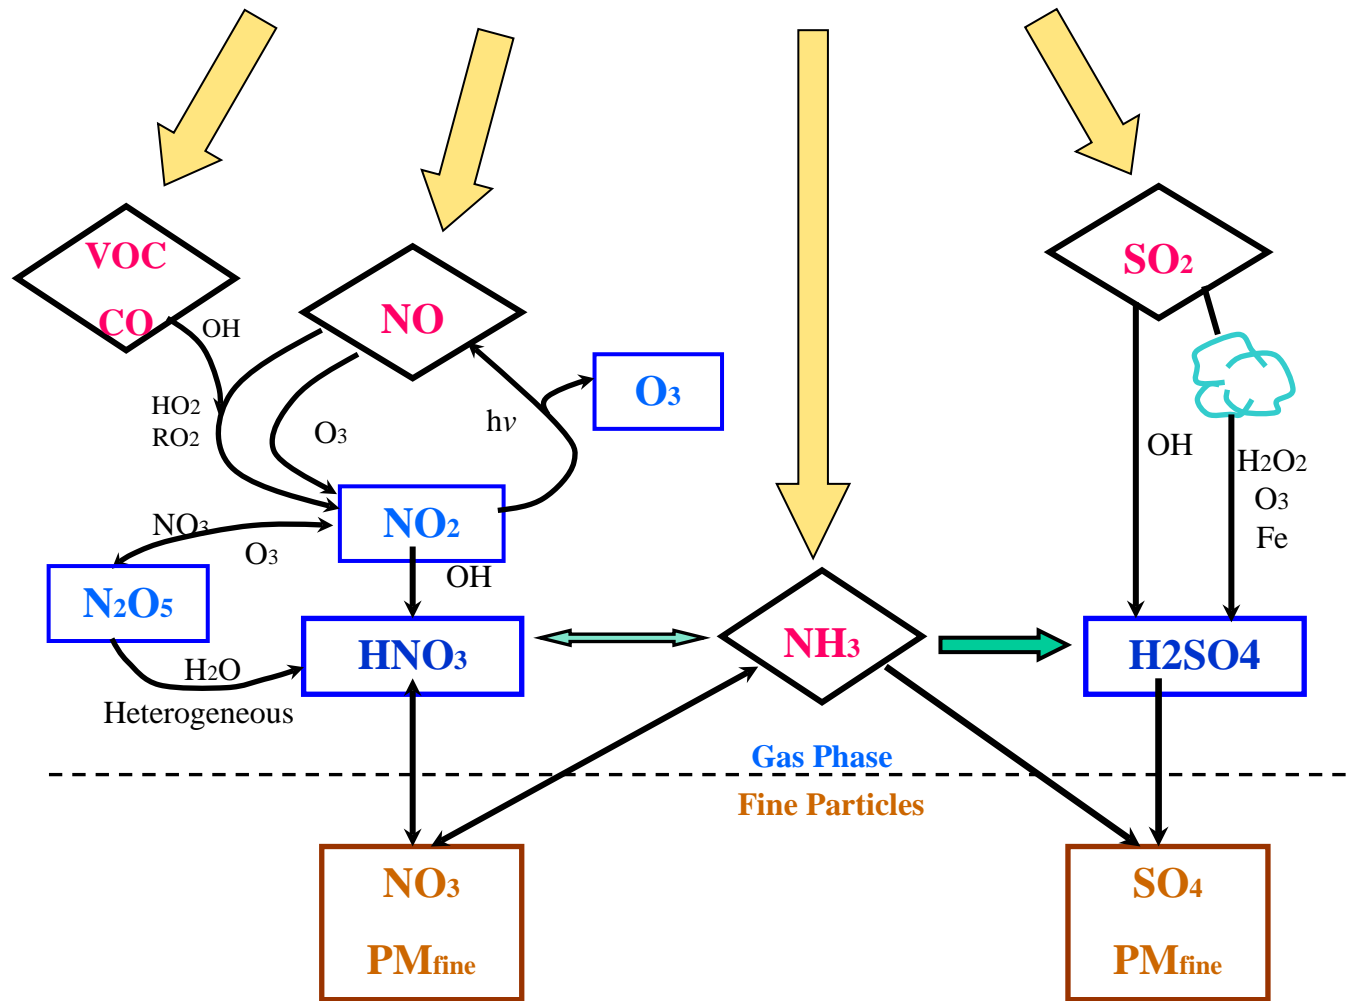 VOC
CO
NO
SO2
OH
HO2
RO2
O3
hν
O3
OH
H2O2
O3
Fe
NO3
O3
NO2
OH
N2O5
HNO3
NH3
H2SO4
H2O
Heterogeneous
Gas Phase
Fine Particles
NO3
PMfine
SO4
PMfine